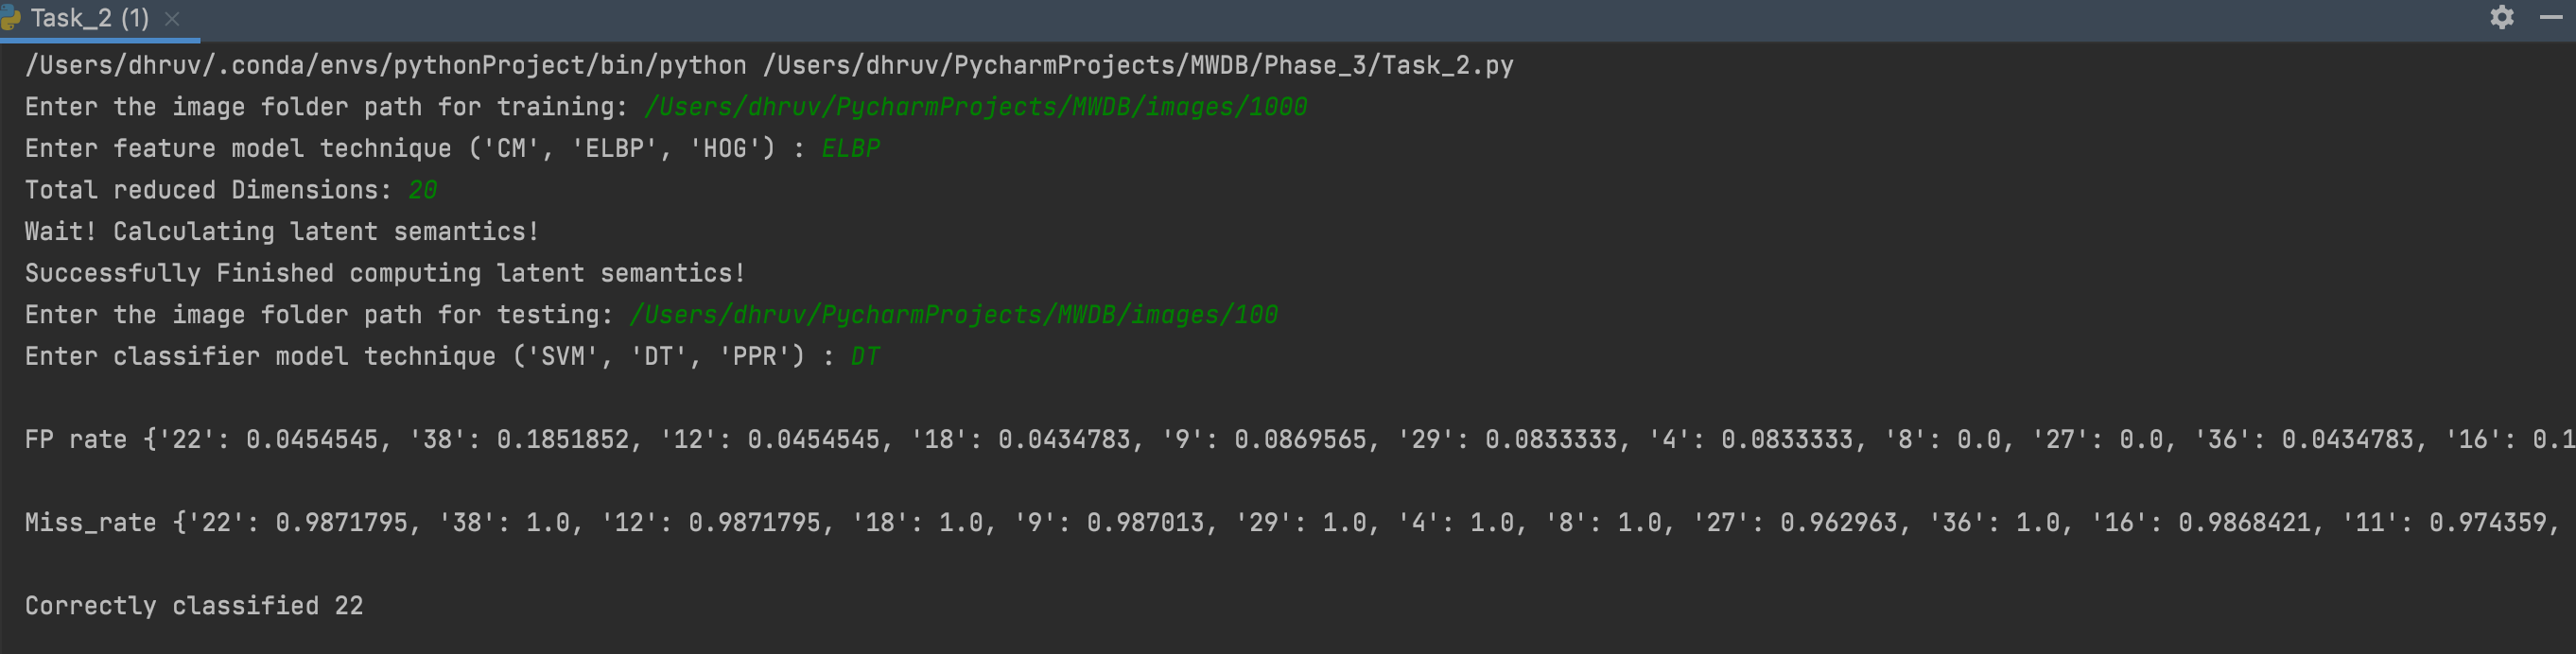 Task_2 (1)
/Users/dhruv/.conda/envs/pythonProject/bin/python /Users/dhruv/PycharmProjects/MWDB/Phase_3/Task_2.py
Enter the image folder path for training: /Users/dhruv/PycharmProjects/MWDB/images/1000
Enter feature model technique ('CM', 'ELBP', 'HOG') : ELBP
Total reduced Dimensions: 20
Wait! Calculating latent semantics!
Successfully Finished computing latent semantics!
Enter the image folder path for testing: /Users/dhruv/PycharmProjects/MWDB/images/100
Enter classifier model technique ('SVM', 'DT', 'PPR') : DT
FP rate {'22': 0.0454545, '38': 0.1851852, '12': 0.0454545, '18': 0.0434783, '9': 0.0869565, '29': 0.0833333, '4': 0.0833333, '8': 0.0, '27': 0.0, '36': 0.0434783, '16': 0.1
Miss_rate {'22': 0.9871795, '38': 1.0, '12': 0.9871795, '18': 1.0, '9': 0.987013, '29': 1.0, '4': 1.0, '8': 1.0, '27': 0.962963, '36': 1.0, '16': 0.9868421, '11': 0.974359,
Correctly classified 22